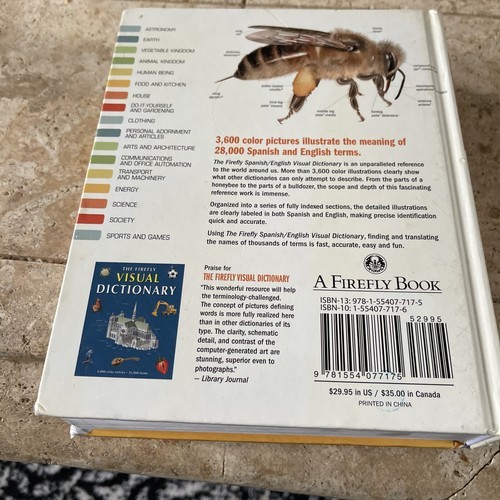 ASTRONOMY
EARTH
VEGETABLE KINGDOM
ANIMAL KINGDOM
HUMAN BEING
FOOD AND KITCHEN
HOUSE
DO-IT-YOURSELF
AND GARDENING
CLOTHING
PERSONAL ADORNMENT
AND ARTICLES
ARTS AND ARCHITECTURE
COMMUNICATIONS
AND OFFICE AUTOMATION
TRANSPORT
AND MACHINERY
ENERGY
SCIENCE
SOCIETY
SPORTS AND GAMES
3,600 color pictures illustrate the meaning of
28,000 Spanish and English terms.
The Firefly Spanish/English Visual Dictionary is an unparalleled reference
to the world around us. More than 3,600 color illustrations clearly show
what other dictionaries can only attempt to describe. From the parts of a
honeybee to the parts of a bulldozer, the scope and depth of this fascinating
reference work is immense.
Organized into a series of fully indexed sections, the detailed illustrations
are clearly labeled in both Spanish and English, making precise identification
quick and accurate.
Using The Firefly Spanish/English Visual Dictionary, finding and translating
the names of thousands of terms is fast, accurate, easy and fun.
THE FIREFLY
VISUAL
DICTIONARY
Praise for
THE FIREFLY VISUAL DICTIONARY
"This wonderful resource will help
the terminology-challenged.
The concept of pictures defining
words is more fully realized here
than in other dictionaries of its
type. The clarity, schematic
detail, and contrast of the
computer-generated art are
stunning, superior even to
photographs."
— Library Journal
A FIREFLY BOOK
ISBN-13: 978-1-55407-717-5
ISBN-10: 1-55407-717-6
52995
9 781554 077175
$29.95 in US / $35.00 in Canada
PRINTED IN CHINA